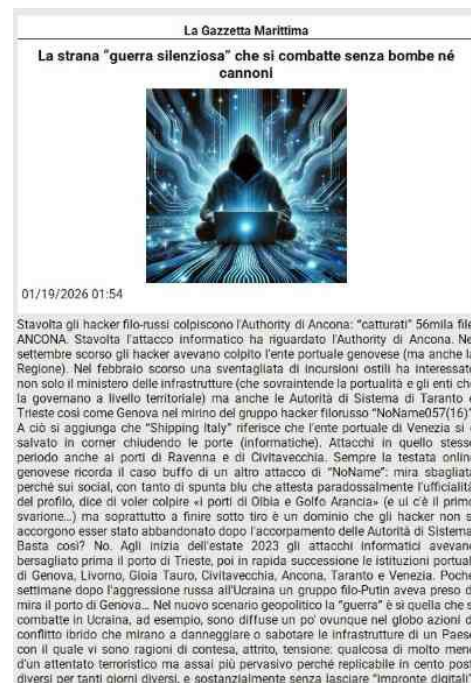 La Gazzetta Marittima
La strana “guerra silenziosa” che si combatte senza bombe né
cannoni
01/19/2026 01:54
Stavolta gli hacker filo-russi colpiscono l'Authority di Ancona: “catturati” 56mila file
ANCONA. Stavolta l'attacco informatico ha riguardato l'Authority di Ancona. Nel
settembre scorso gli hacker avevano colpito l'ente portuale genovese (ma anche la
Regione). Nel febbraio scorso una sventagliata di incursioni ostili ha interessato
non solo il ministero delle infrastrutture (che sovraintende la portualità e gli enti che
la governano a livello territoriale) ma anche le Autorità di Sistema di Taranto e
Trieste così come Genova nel mirino del gruppo hacker filorusso “NoName057(16)”.
A ciò si aggiunga che “Shipping Italy” riferisce che l'ente portuale di Venezia si è
salvato in corner chiudendo le porte (informatiche). Attacchi in quello stesso
periodo anche ai porti di Ravenna e di Civitavecchia. Sempre la testata online
genovese ricorda il caso buffo di un altro attacco di “NoName”: mira sbagliata
perché sui social, con tanto di spunta blu che attesta paradossalmente l'ufficialità
del profilo, dice di voler colpire «i porti di Olbia e Golfo Arancia» (e ui c'è il primo
svarione...) ma soprattutto a finire sotto tiro è un dominio che gli hacker non si
accorgono esser stato abbandonato dopo l'accorpamento delle Autorità di Sistema.
Basta così? No. Agli inizia dell'estate 2023 gli attacchi informatici avevano
bersagliato prima il porto di Trieste, poi in rapida successione le istituzioni portuali
di Genova, Livorno, Gioia Tauro, Civitavecchia, Ancona, Taranto e Venezia. Poche
settimane dopo l'aggressione russa all'Ucraina un gruppo filo-Putin aveva preso di
mira il porto di Genova... Nel nuovo scenario geopolitico la “guerra” è sì quella che si
combatte in Ucraina, ad esempio, sono diffuse un po' ovunque nel globo azioni di
conflitto ibrido che mirano a danneggiare o sabotare le infrastrutture di un Paese
con il quale vi sono ragioni di contesa, attrito, tensione: qualcosa di molto meno
d'un attentato terroristico ma assai più pervasivo perché replicabile in cento posti
diversi per tanti giorni diversi, e sostanzialmente senza lasciare “impronte digitali”.